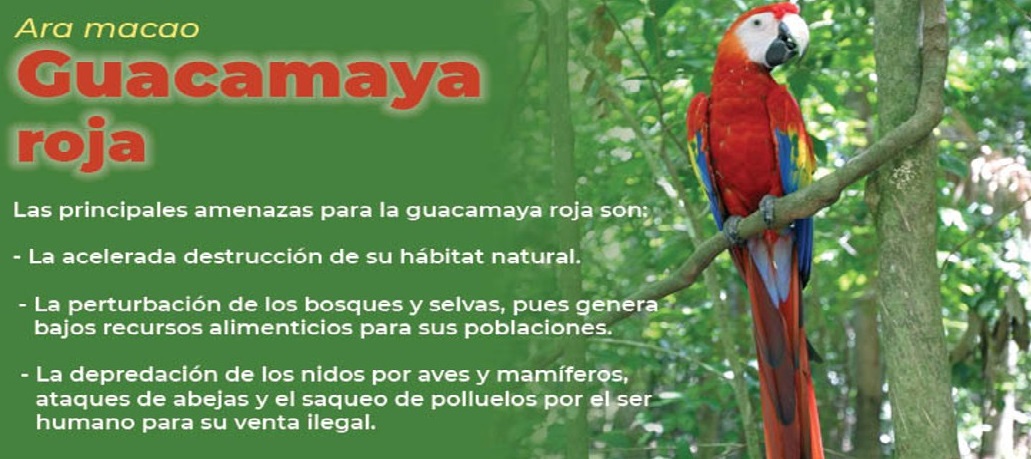 Ara macao
Guacamaya
roja
Las principales amenazas para la guacamaya roja son:
- La acelerada destrucción de su hábitat natural.
- La perturbación de los bosques y selvas, pues genera
bajos recursos alimenticios para sus poblaciones.
- La depredación de los nidos por aves y mamíferos,
ataques de abejas y el saqueo de polluelos por el ser
humano para su venta ilegal.